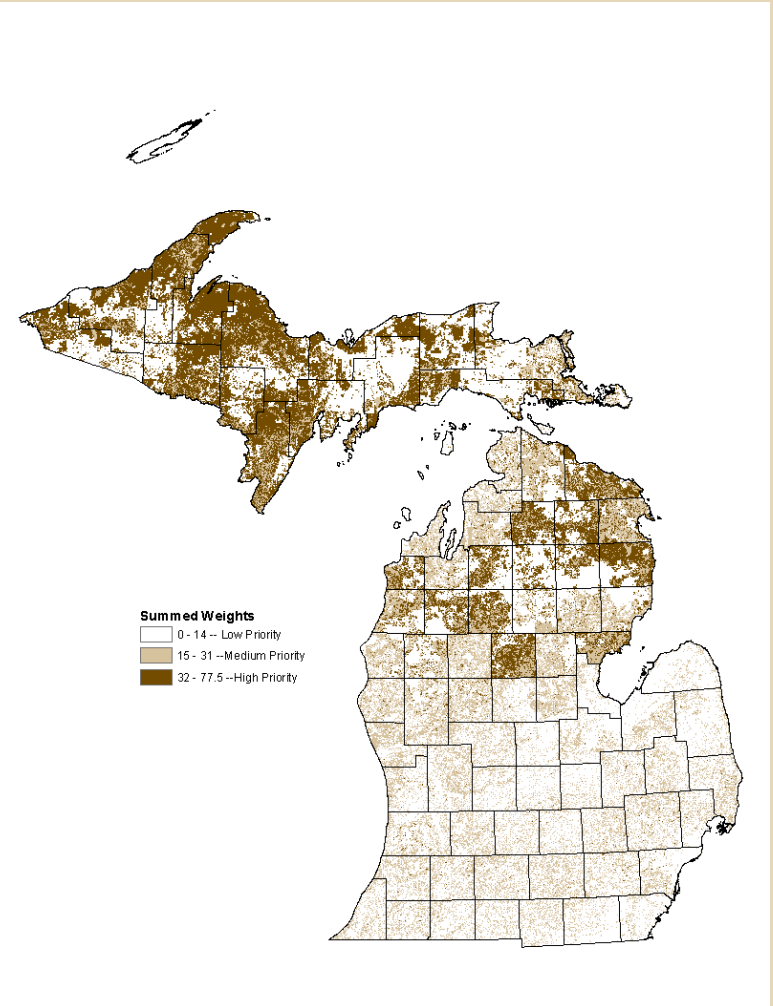 Summed Weights
0 - 14 -- Low Priority
15 - 31 --Medium Priority
32 - 77.5 --High Priority